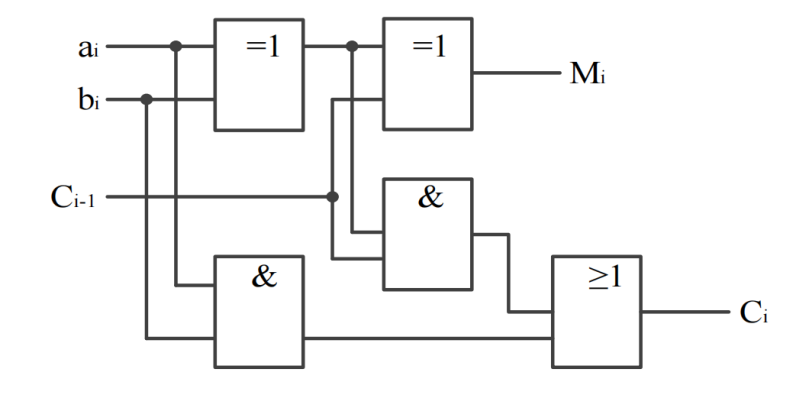 aᵢ =1 =1
Mᵢ
bᵢ
Cᵢ₋₁ &
& ≥1
Cᵢ